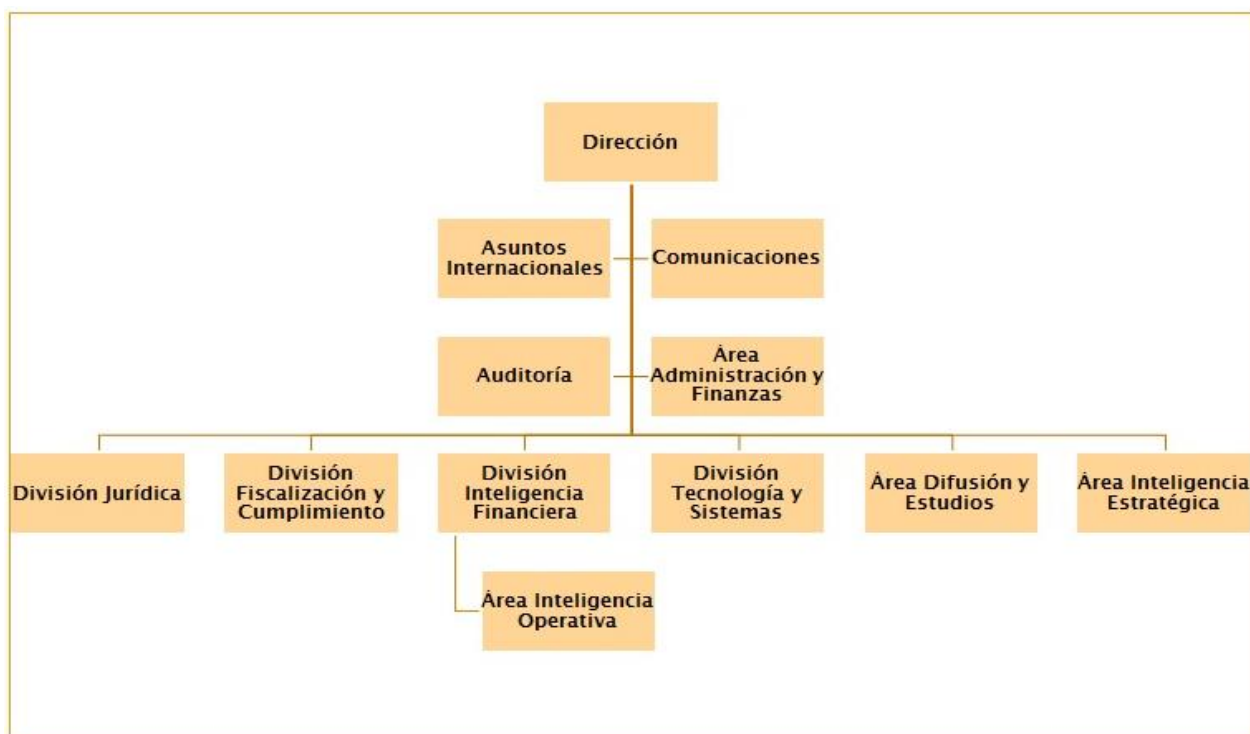 Dirección
Asuntos
Internacionales
Comunicaciones
Auditoría
Área
Administración y
Finanzas
División Jurídica
División
Fiscalización y
Cumplimiento
División
Inteligencia
Financiera
División
Tecnología y
Sistemas
Área Difusión y
Estudios
Área Inteligencia
Estratégica
Área Inteligencia
Operativa